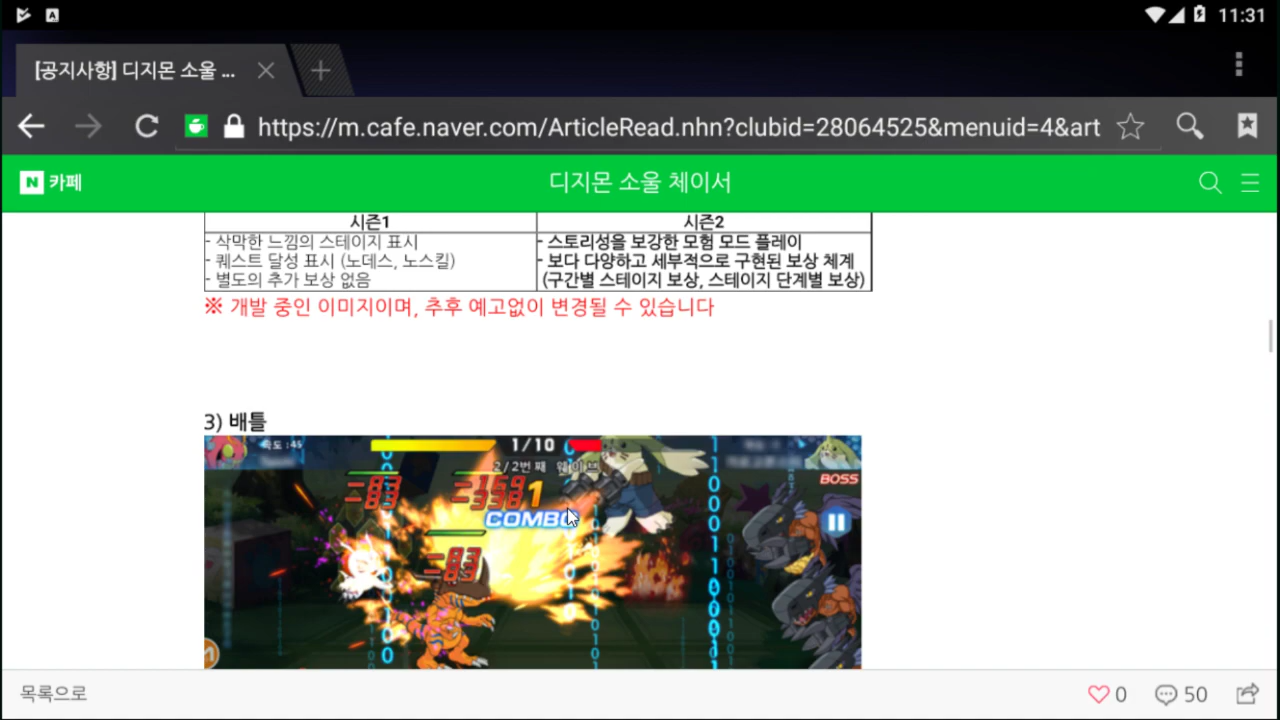 11:31
[공지사항] 디지몬 소울 ...
https://m.cafe.naver.com/ArticleRead.nhn?clubid=28064525&menuid=4&art
N 카페
디지몬 소울 체이서
시즌1
시즌2
- 삭막한 느낌의 스테이지 표시
- 퀘스트 달성 표시 (노데스, 노스킬)
- 별도의 추가 보상 없음
- 스토리성을 보강한 모험 모드 플레이
- 보다 다양하고 세부적으로 구현된 보상 체계
(구간별 스테이지 보상, 스테이지 단계별 보상)
※ 개발 중인 이미지이며, 추후 예고없이 변경될 수 있습니다
3) 배틀
속도 :45
1/10
2/2번째 웨이브
-83
1
COMBO
-83
BOSS
목록으로
0
50